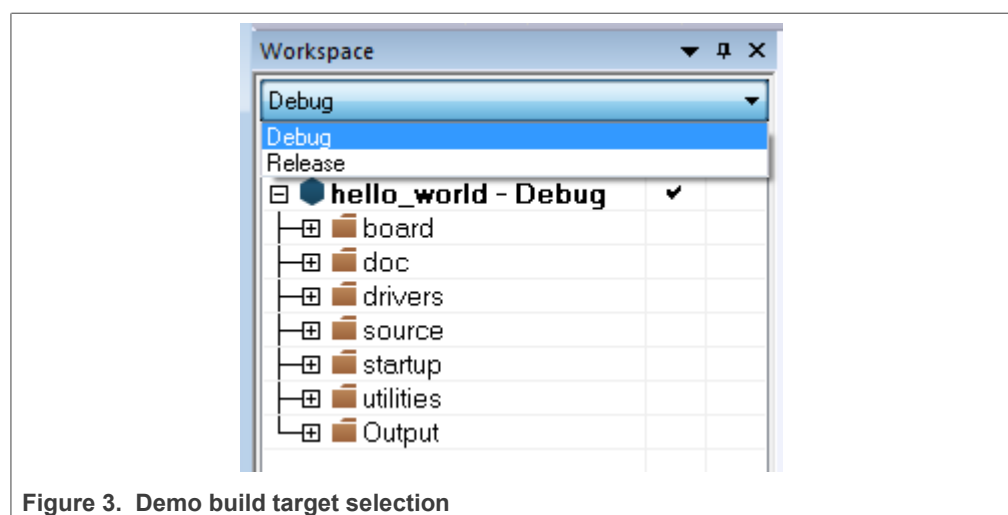 Workspace
Debug
Debug
Release
hello_world - Debug
board
doc
drivers
source
startup
utilities
Output
Figure 3. Demo build target selection